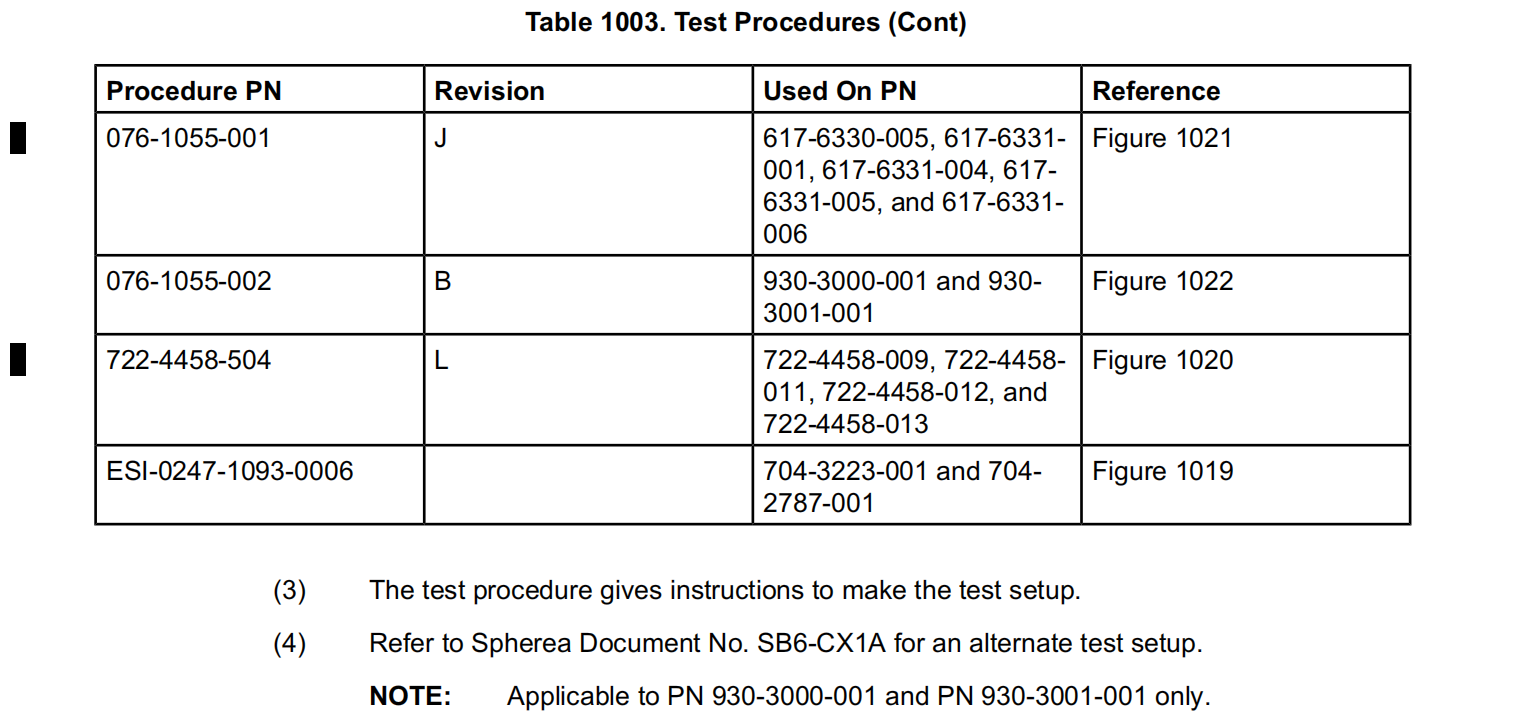 Table 1003. Test Procedures (Cont)
Procedure PN Revision Used On PN Reference
076-1055-001 J 617-6330-005, 617-6331- Figure 1021
001, 617-6331-004, 617-
6331-005, and 617-6331-
006
076-1055-002 B 930-3000-001 and 930- Figure 1022
3001-001
722-4458-504 L 722-4458-009, 722-4458- Figure 1020
011, 722-4458-012, and
722-4458-013
ESI-0247-1093-0006 704-3223-001 and 704- Figure 1019
2787-001
(3) The test procedure gives instructions to make the test setup.
(4) Refer to Spherea Document No. SB6-CX1A for an alternate test setup.
NOTE: Applicable to PN 930-3000-001 and PN 930-3001-001 only.